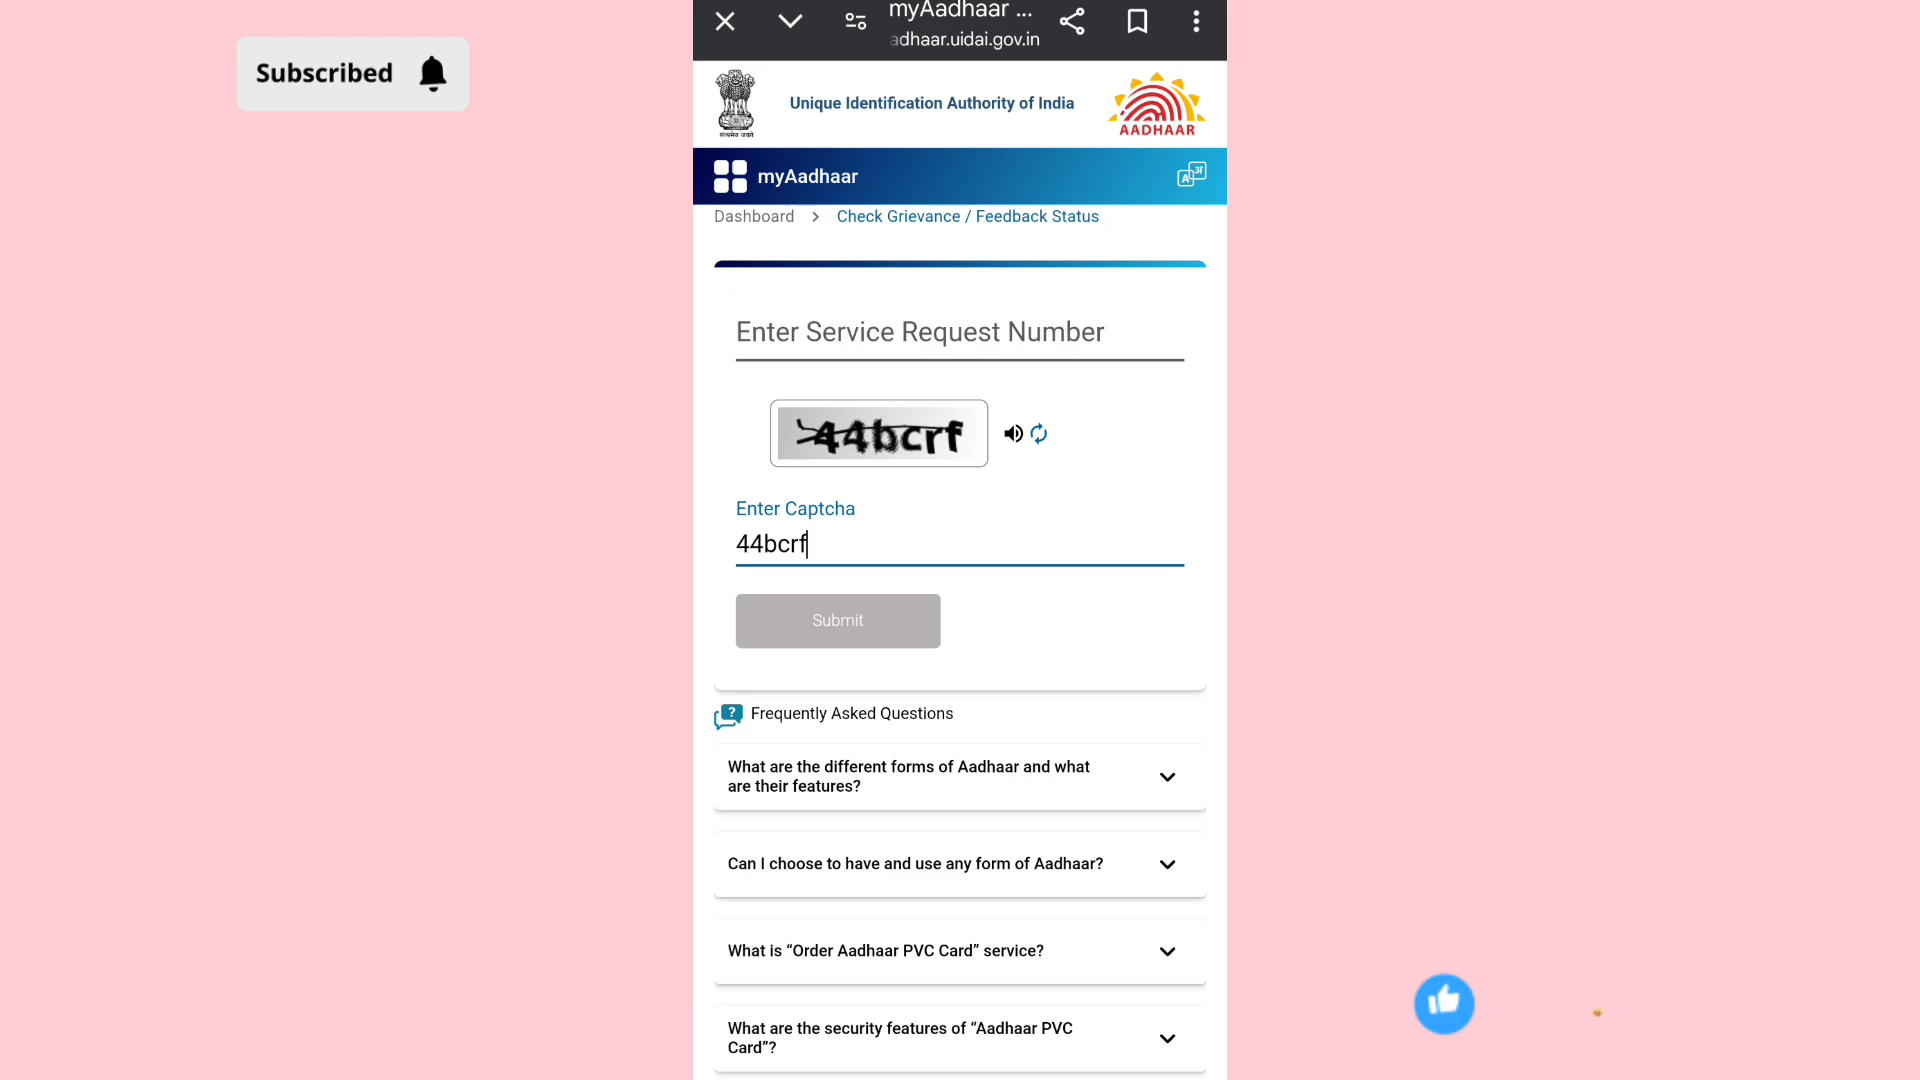 Subscribed
myAadhaar ...
adhaar.uidai.gov.in
सत्यमेव जयते
Unique Identification Authority of India
AADHAAR
myAadhaar
A अ
Dashboard > Check Grievance / Feedback Status
Enter Service Request Number
44bcrf
Enter Captcha
44bcrf
Submit
? Frequently Asked Questions
What are the different forms of Aadhaar and what
are their features?
Can I choose to have and use any form of Aadhaar?
What is “Order Aadhaar PVC Card” service?
What are the security features of “Aadhaar PVC
Card”?